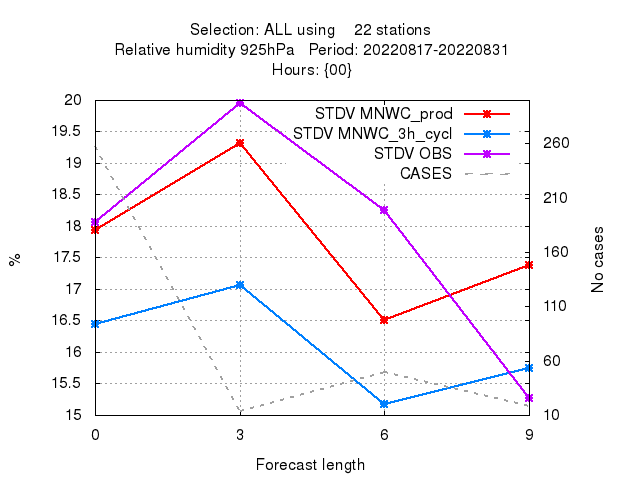 Selection: ALL using    22 stations
Relative humidity 925hPa   Period: 20220817-20220831
Hours: {00}
STDV MNWC_prod
STDV MNWC_3h_cycl
STDV OBS
CASES
20
19.5
19
18.5
18
17.5
17
16.5
16
15.5
15
%
260
210
160
110
60
10
No cases
0 3 6 9
Forecast length